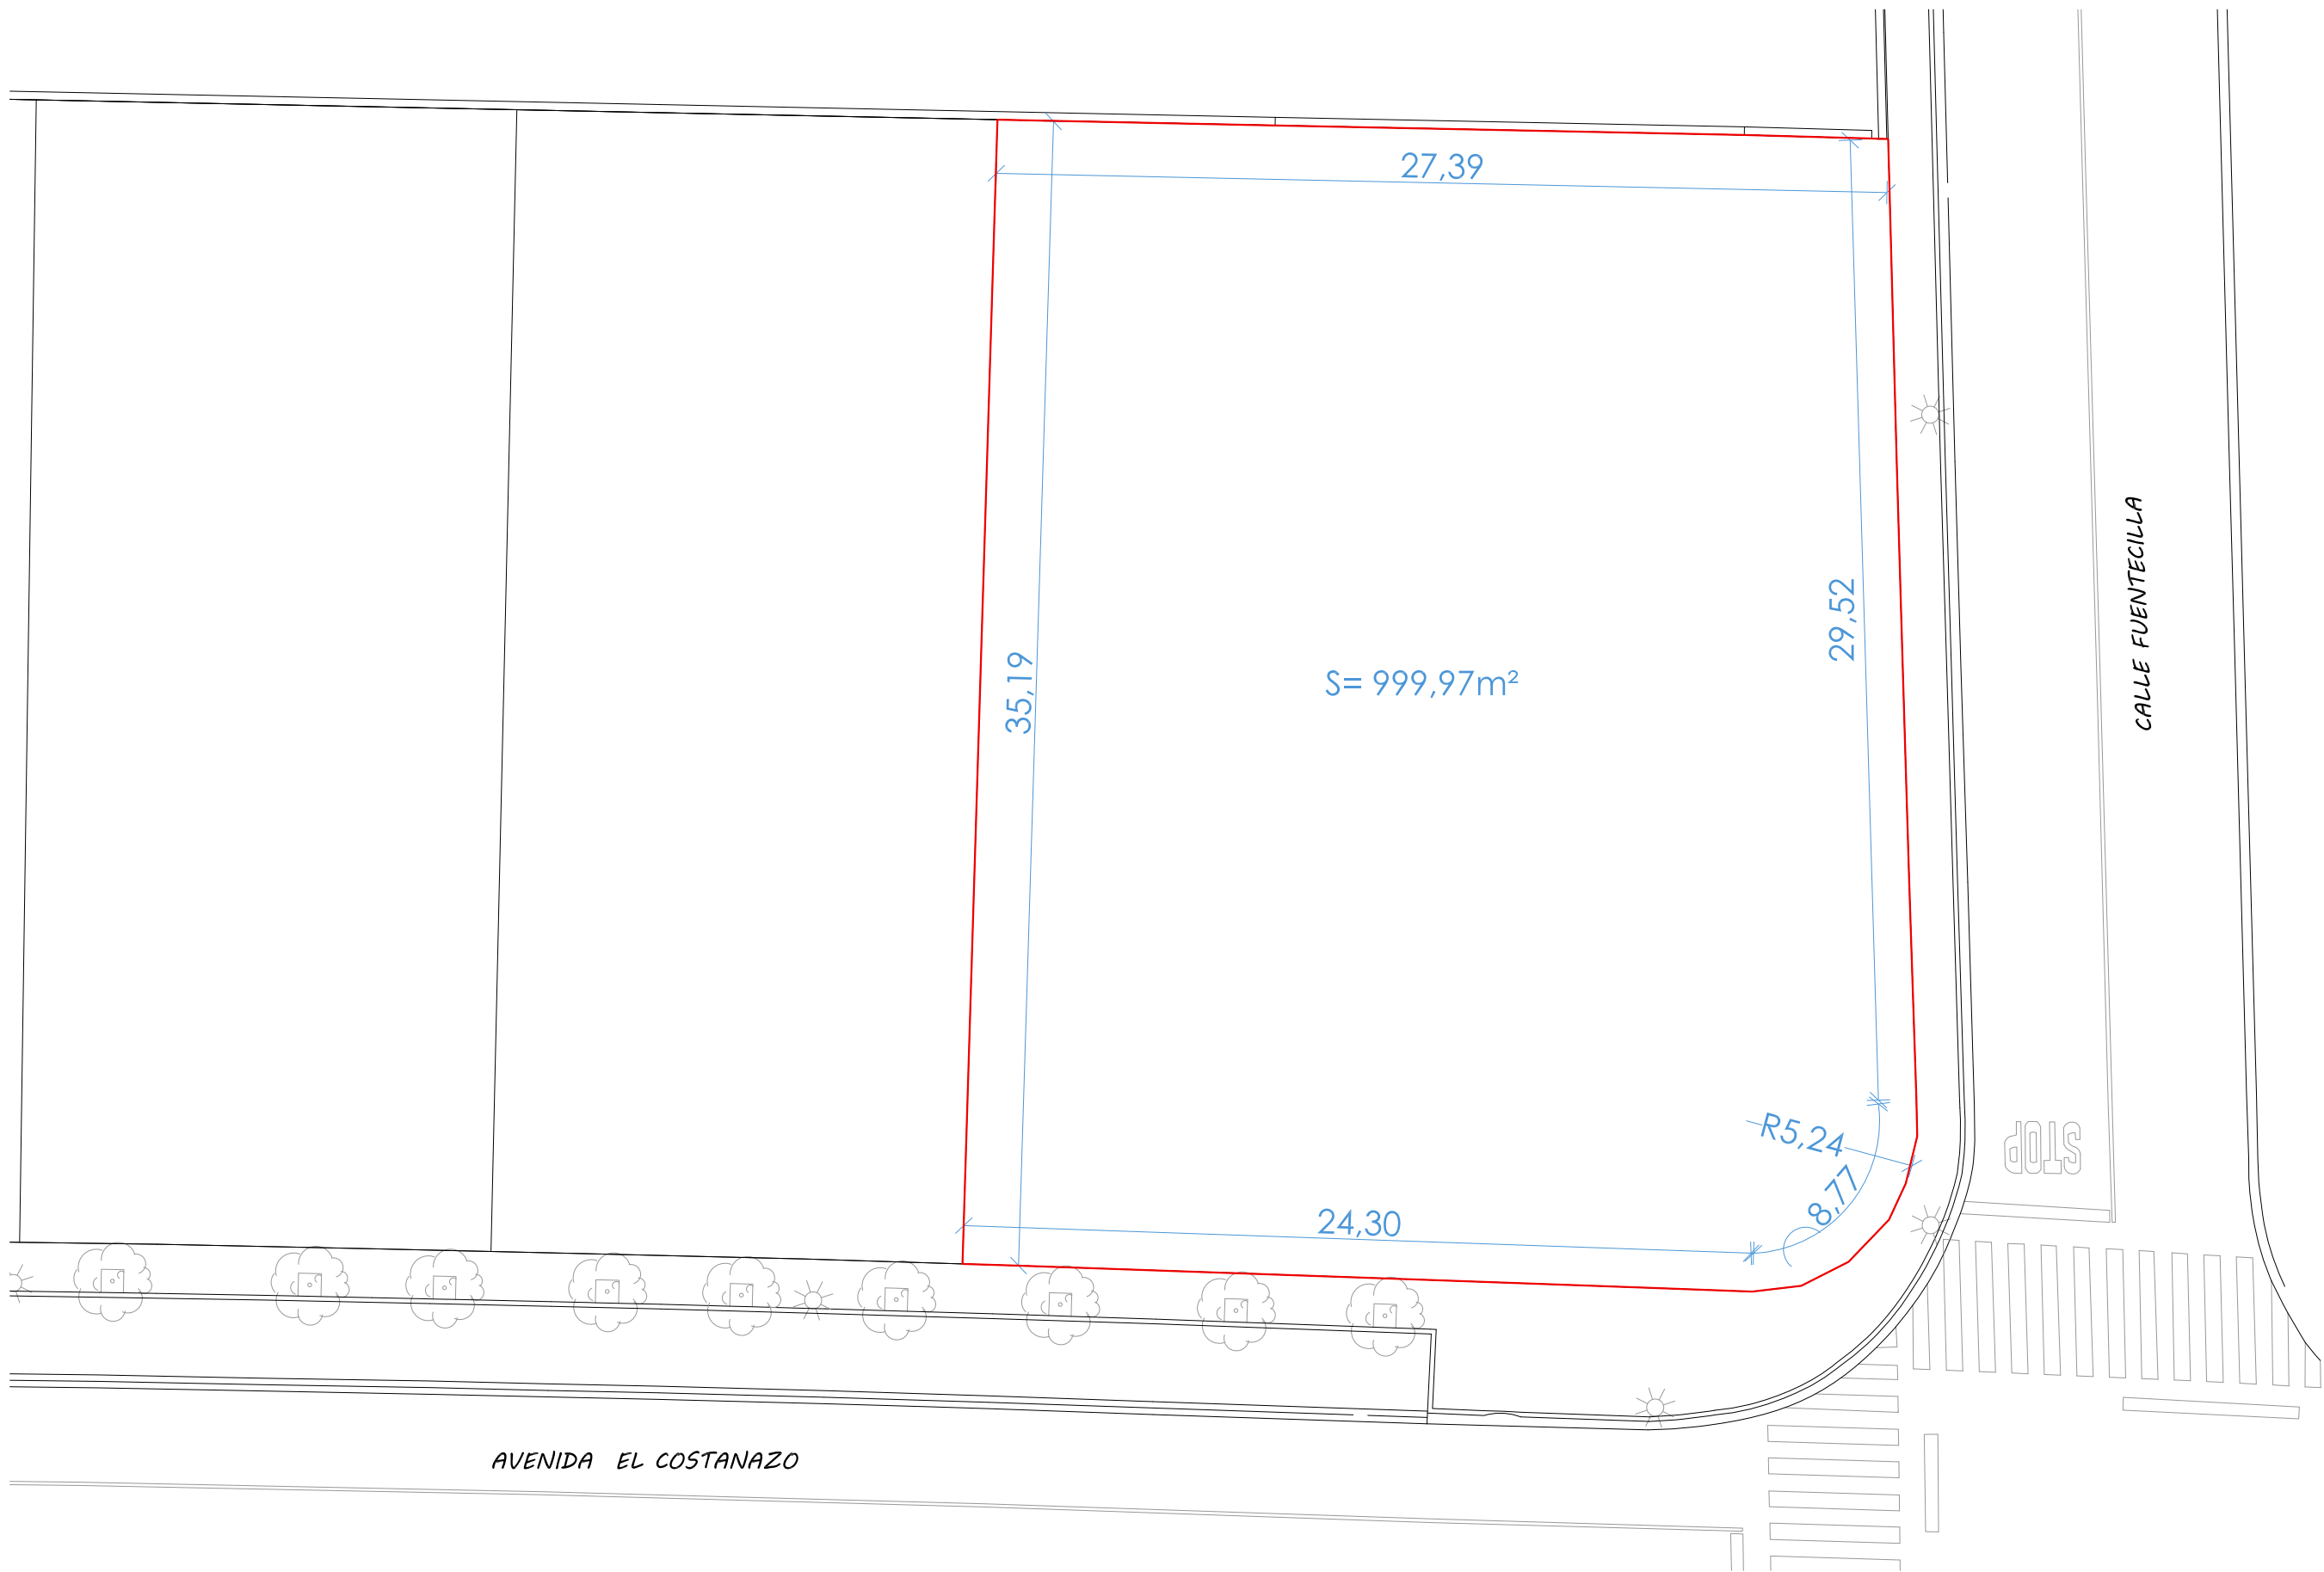 27,39
29,52
35,19
S= 999,97m²
CALLE FUENTECILLA
R5,24
8,77
24,30
STOP
AVENIDA EL COSTANAZO